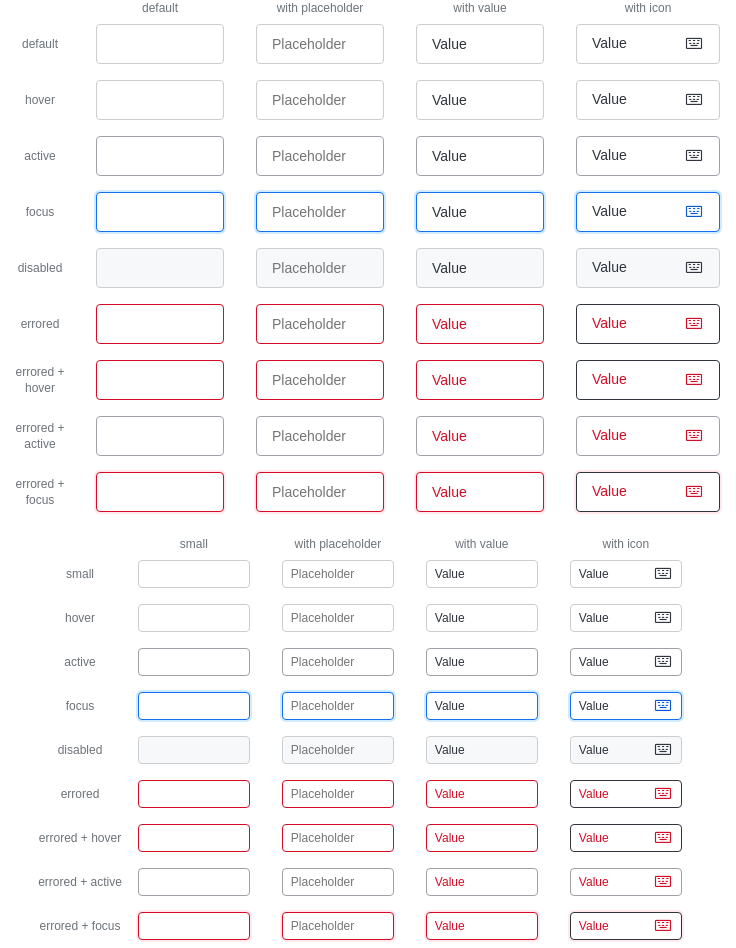 default with placeholder with value with icon
default Placeholder Value Value
hover Placeholder Value Value
active Placeholder Value Value
focus Placeholder Value Value
disabled Placeholder Value Value
errored Placeholder Value Value
errored +
hover Placeholder Value Value
errored +
active Placeholder Value Value
errored +
focus Placeholder Value Value
small with placeholder with value with icon
small Placeholder Value Value
hover Placeholder Value Value
active Placeholder Value Value
focus Placeholder Value Value
disabled Placeholder Value Value
errored Placeholder Value Value
errored + hover Placeholder Value Value
errored + active Placeholder Value Value
errored + focus Placeholder Value Value